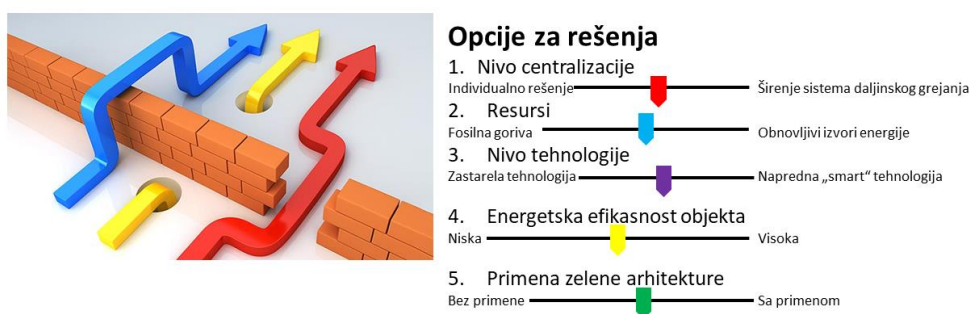 Opcije za rešenja
1. Nivo centralizacije
Individualno rešenje
Širenje sistema daljinskog grejanja
2. Resursi
Fosilna goriva
Obnovljivi izvori energije
3. Nivo tehnologije
Zastarela tehnologija
Napredna „smart“ tehnologija
4. Energetska efikasnost objekta
Niska
Visoka
5. Primena zelene arhitekture
Bez primene
Sa primenom